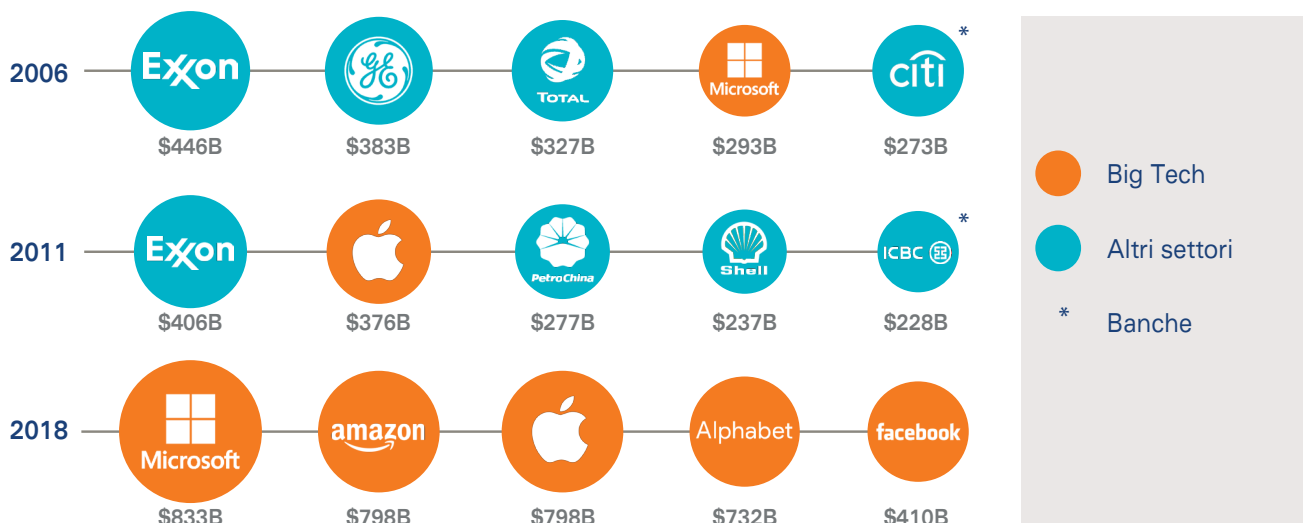 2006
Exxon
GE
TOTAL
Microsoft
citi
*
$446B
$383B
$327B
$293B
$273B
2011
Exxon
PetroChina
Shell
ICBC
*
$406B
$376B
$277B
$237B
$228B
2018
Microsoft
amazon
Alphabet
facebook
$833B
$798B
$798B
$732B
$410B
Big Tech
Altri settori
* Banche